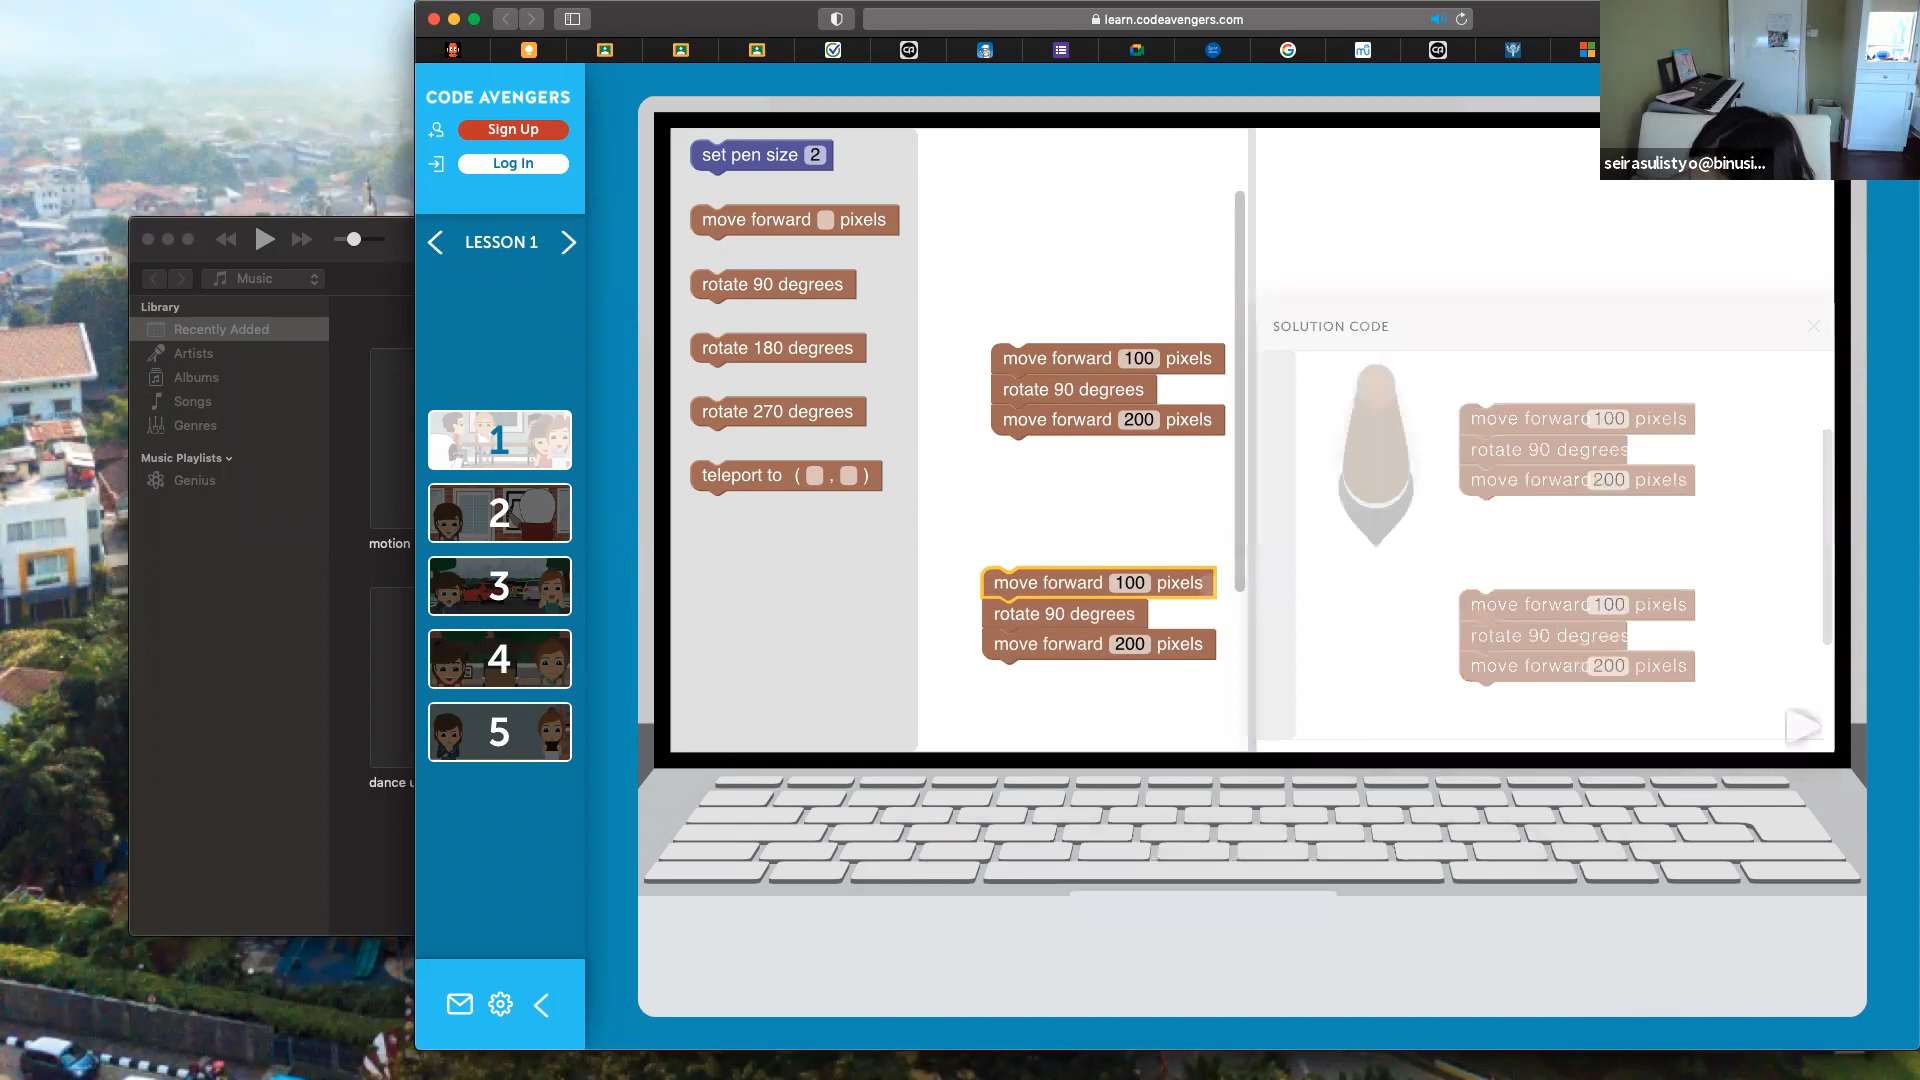 learn.codeavengers.com
CODE AVENGERS
Sign Up
Log In
LESSON 1
1
2
3
4
5
Music
Library
Recently Added
Artists
Albums
Songs
Genres
Music Playlists
Genius
motion
dance u
set pen size 2
move forward pixels
rotate 90 degrees
rotate 180 degrees
rotate 270 degrees
teleport to ( , )
move forward 100 pixels
rotate 90 degrees
move forward 200 pixels
move forward 100 pixels
rotate 90 degrees
move forward 200 pixels
SOLUTION CODE
move forward 100 pixels
rotate 90 degrees
move forward 200 pixels
move forward 100 pixels
rotate 90 degrees
move forward 200 pixels
seirasulistyo@binusi...